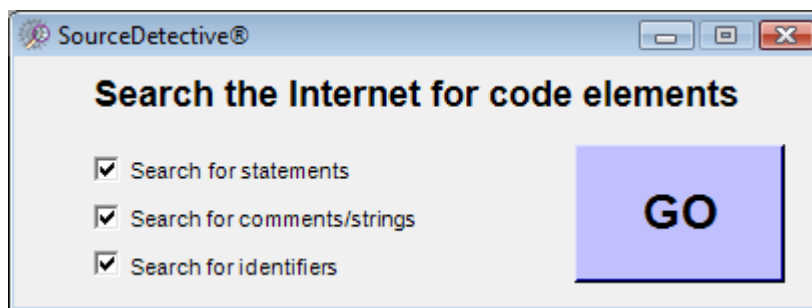 SourceDetective®
Search the Internet for code elements
Search for statements
Search for comments/strings
Search for identifiers
GO